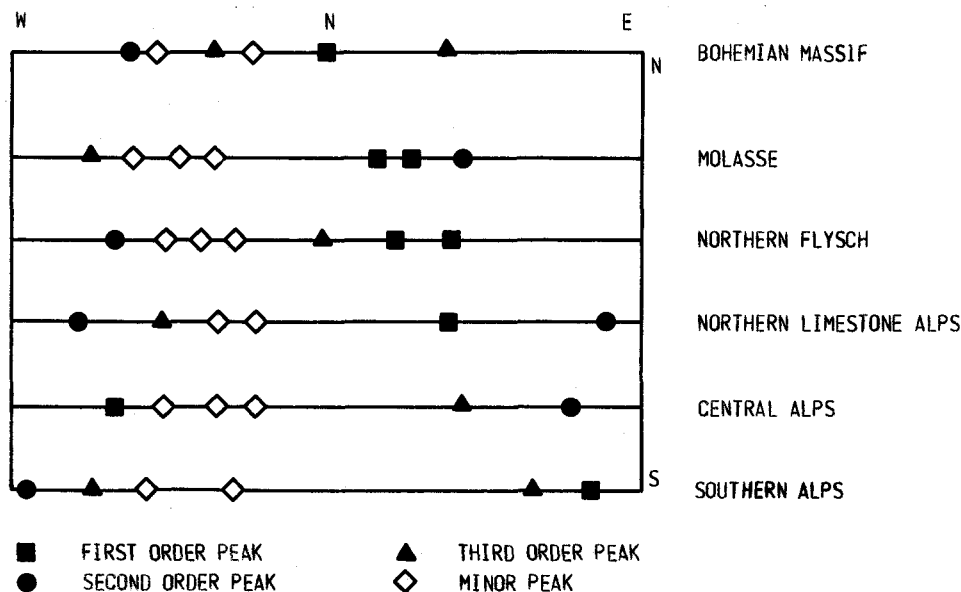 W N E
BOHEMIAN MASSIF
N
MOLASSE
NORTHERN FLYSCH
NORTHERN LIMESTONE ALPS
CENTRAL ALPS
S
SOUTHERN ALPS
FIRST ORDER PEAK THIRD ORDER PEAK
SECOND ORDER PEAK MINOR PEAK